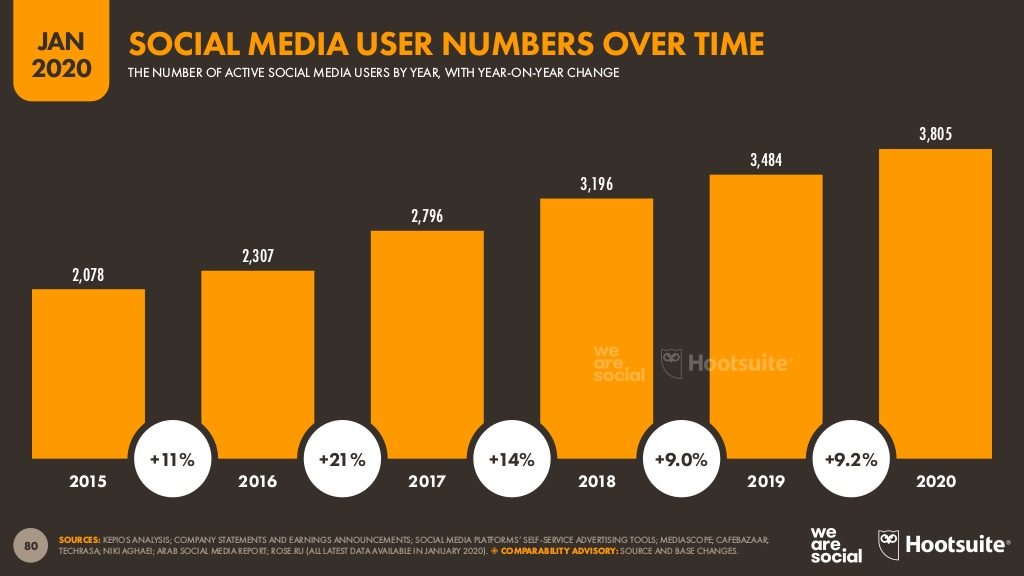 JAN
2020
SOCIAL MEDIA USER NUMBERS OVER TIME
THE NUMBER OF ACTIVE SOCIAL MEDIA USERS BY YEAR, WITH YEAR-ON-YEAR CHANGE
2,078
2,307
2,796
3,196
3,484
3,805
we
are
social
Hootsuite®
+11%
+21%
+14%
+9.0%
+9.2%
2015
2016
2017
2018
2019
2020
80
SOURCES: KEPIOS ANALYSIS; COMPANY STATEMENTS AND EARNINGS ANNOUNCEMENTS; SOCIAL MEDIA PLATFORMS' SELF-SERVICE ADVERTISING TOOLS; MEDIASCOPE; CAFEBAZAAR;
TECHRASA; NIKI AGHAEI; ARAB SOCIAL MEDIA REPORT; ROSE.RU (ALL LATEST DATA AVAILABLE IN JANUARY 2020). ◈ COMPARABILITY ADVISORY: SOURCE AND BASE CHANGES.
we
are
social
Hootsuite®